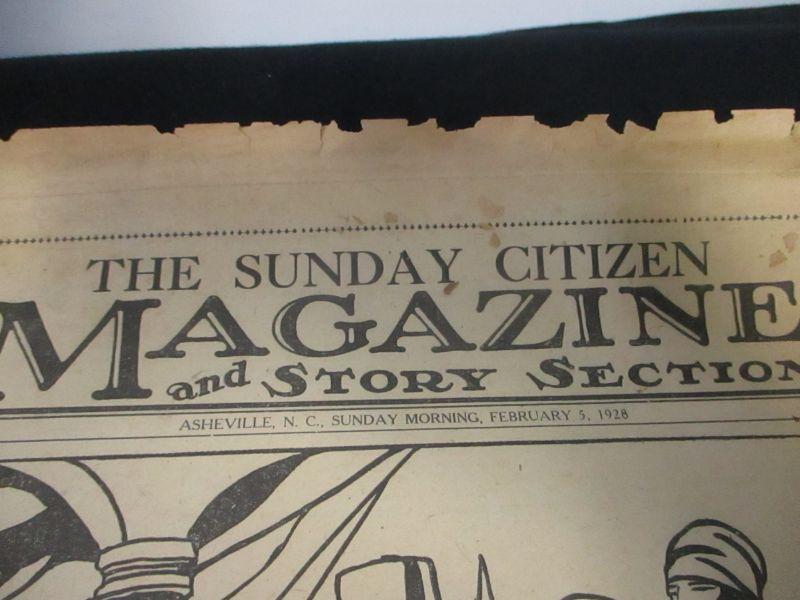 THE SUNDAY CITIZEN
MAGAZINE
and STORY SECTION
ASHEVILLE, N. C., SUNDAY MORNING, FEBRUARY 5, 1928